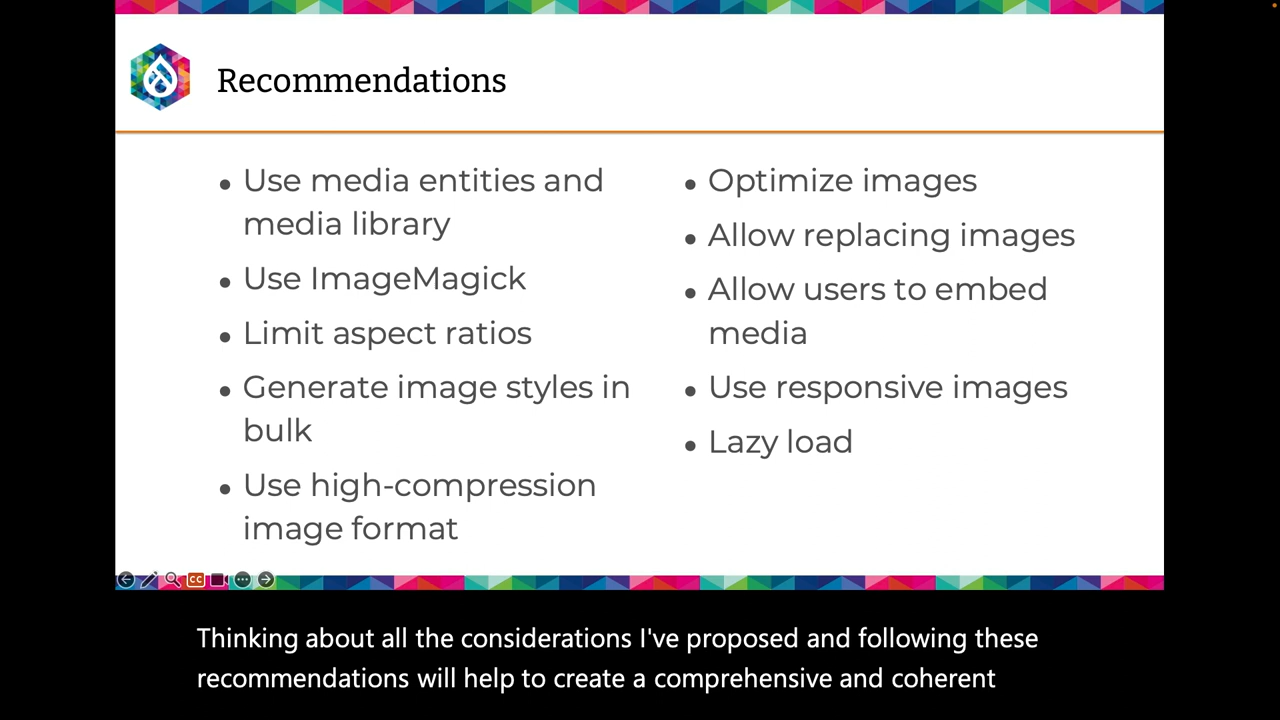 Recommendations
• Use media entities and
media library
• Use ImageMagick
• Limit aspect ratios
• Generate image styles in
bulk
• Use high-compression
image format
• Optimize images
• Allow replacing images
• Allow users to embed
media
• Use responsive images
• Lazy load
CC
Thinking about all the considerations I've proposed and following these
recommendations will help to create a comprehensive and coherent